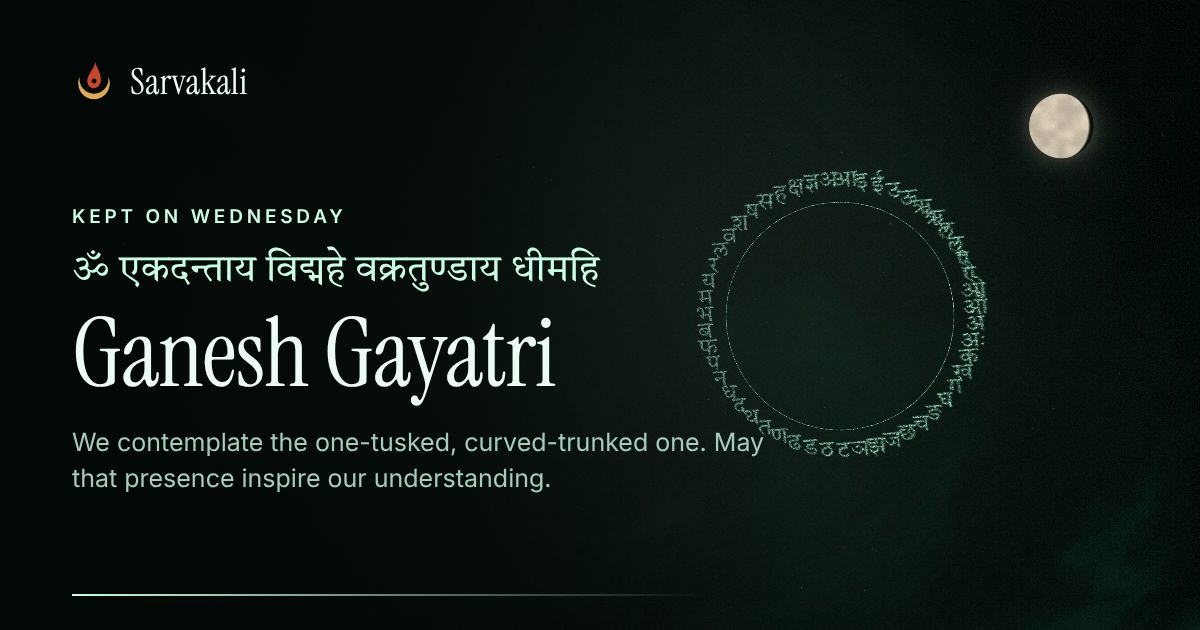 Sarvakali
KEPT ON WEDNESDAY
ॐ एकदन्ताय विद्महे वक्रतुण्डाय धीमहि
Ganesh Gayatri
We contemplate the one-tusked, curved-trunked one. May
that presence inspire our understanding.